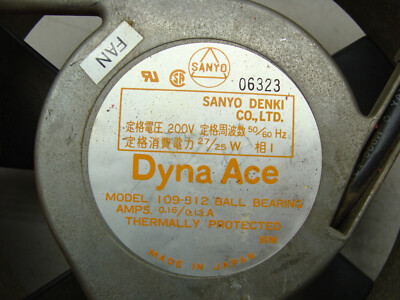 FAN
SANYO
06323
SANYO DENKI
CO.,LTD.
定格電圧 200V 定格周波数 50/60 Hz
定格消費電力 27/25 W 相 1
Dyna Ace
MODEL 109-912 BALL BEARING
AMPS. 0.16/0.13 A
THERMALLY PROTECTED
MADE IN JAPAN